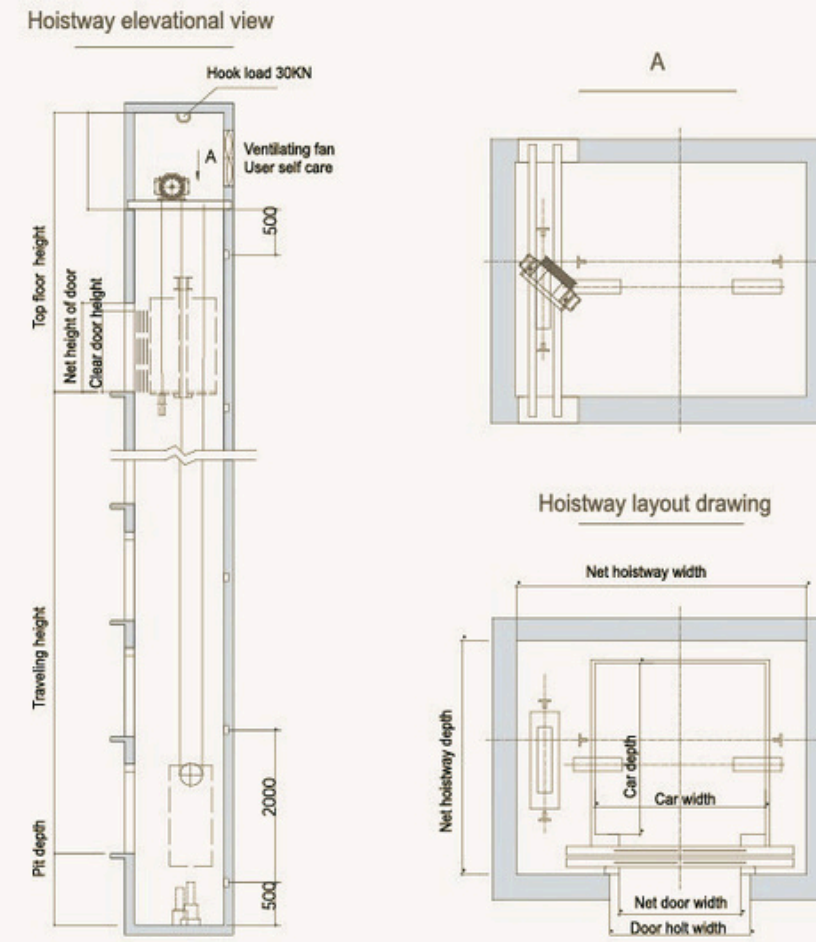 Hoistway elevational view
Hook load 30KN
A
Ventilating fan
User self care
500
Top floor height
Net height of door
Clear door height
Traveling height
2000
Pit depth
500
A
Hoistway layout drawing
Net hoistway width
Net hoistway depth
Car depth
Car width
Net door width
Door holt width